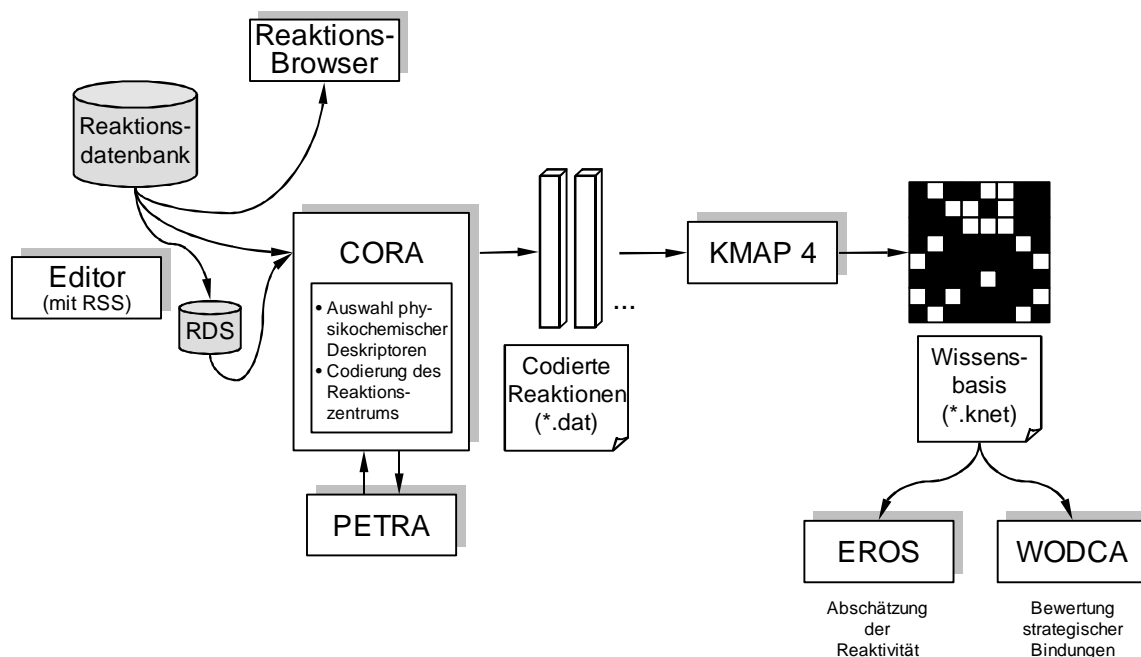 Reaktions-
Browser
Reaktions-
datenbank
Editor
(mit RSS)
RDS
CORA
• Auswahl phy-
sikochemischer
Deskriptoren
• Codierung des
Reaktions-
zentrums
PETRA
...
Codierte
Reaktionen
(*.dat)
KMAP 4
Wissens-
basis
(*.knet)
EROS
WODCA
Abschätzung
der
Reaktivität
Bewertung
strategischer
Bindungen